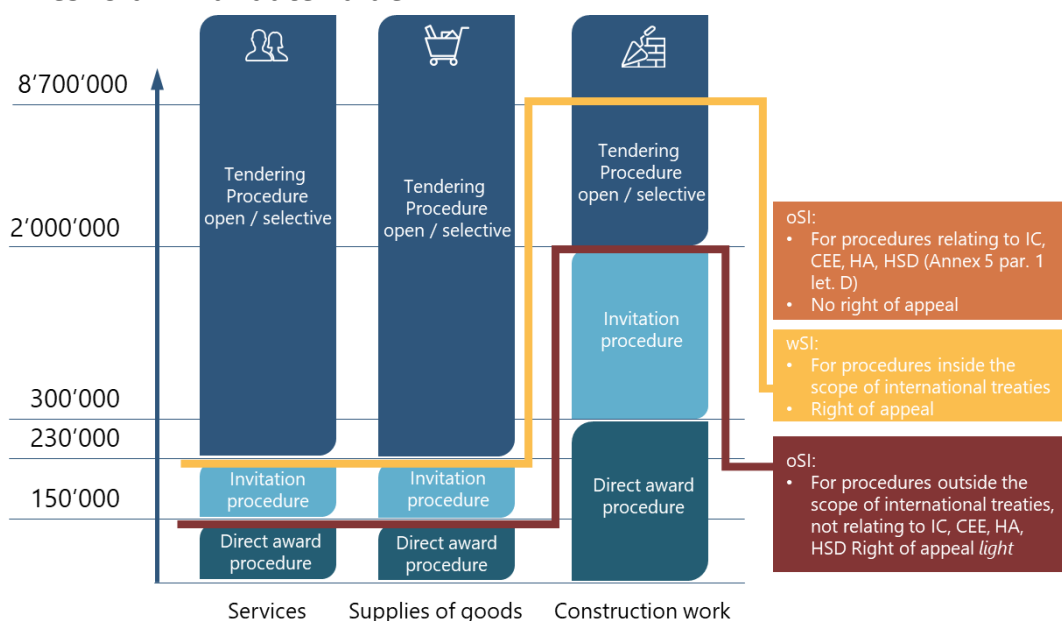 8'700'000
2'000'000
300'000
230'000
150'000
Tendering
Procedure
open / selective
Invitation
procedure
Direct award
procedure
Services
Tendering
Procedure
open / selective
Invitation
procedure
Direct award
procedure
Supplies of goods
Tendering
Procedure
open / selective
Invitation
procedure
Direct award
procedure
Construction work
oSI:
• For procedures relating to IC,
CEE, HA, HSD (Annex 5 par. 1
let. D)
• No right of appeal
wSI:
• For procedures inside the
scope of international treaties
• Right of appeal
oSI:
• For procedures outside the
scope of international treaties,
not relating to IC, CEE, HA,
HSD Right of appeal light